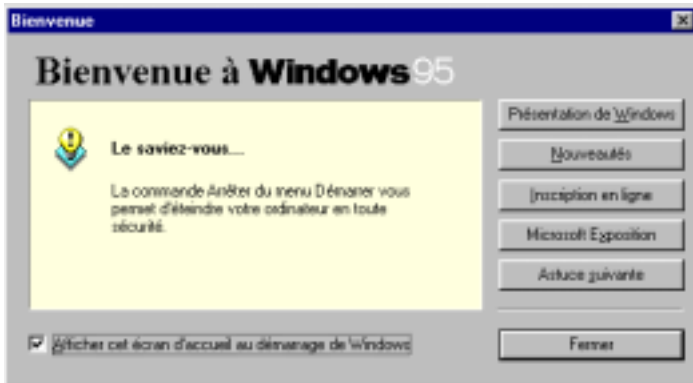 Bienvenue
Bienvenue à Windows 95
Le saviez-vous....
La commande Arrêter du menu Démarrer vous
permet d'éteindre votre ordinateur en toute
sécurité.
Présentation de Windows
Nouveautés
Inscription en ligne
Microsoft Exposition
Astuce suivante
Afficher cet écran d'accueil au démarrage de Windows
Fermer